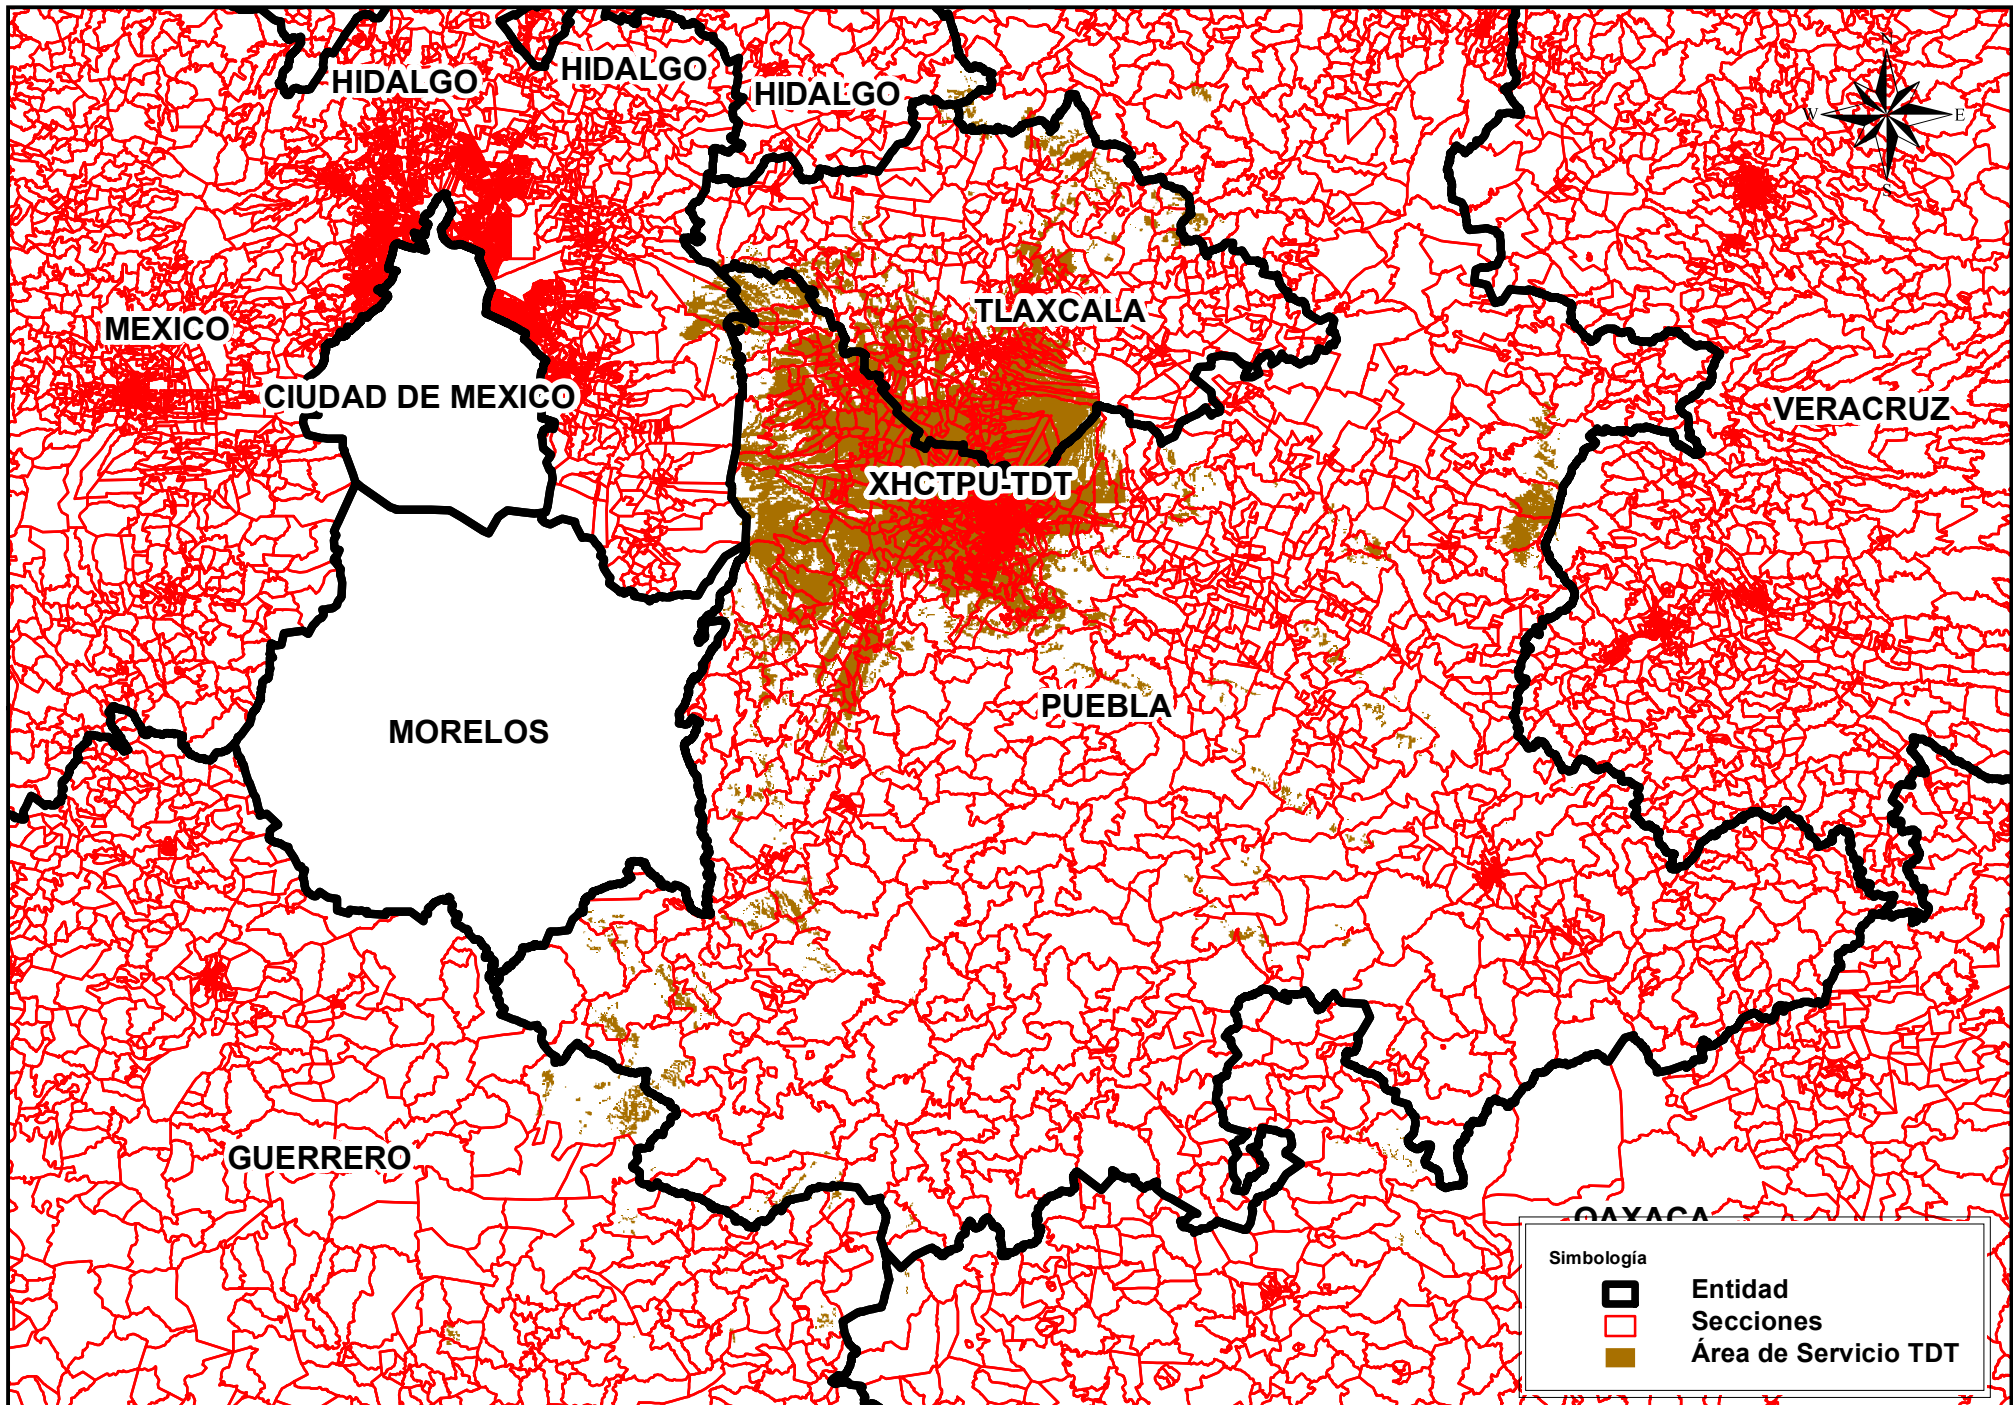 HIDALGO
HIDALGO
HIDALGO
N
W
E
S
TLAXCALA
MEXICO
CIUDAD DE MEXICO
VERACRUZ
XHCTPU-TDT
PUEBLA
MORELOS
GUERRERO
OAXACA
Simbología
Entidad
Secciones
Área de Servicio TDT